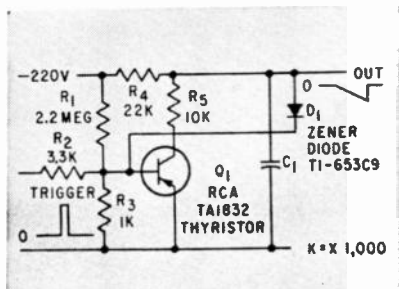 -220V
R4
22K
R5
10K
OUT
0
R1
2.2 MEG
D1
ZENER
DIODE
T1-653C9
R2
3.3K
Q1
RCA
TA1832
THYRISTOR
C1
TRIGGER
R3
1K
0
K=X 1,000